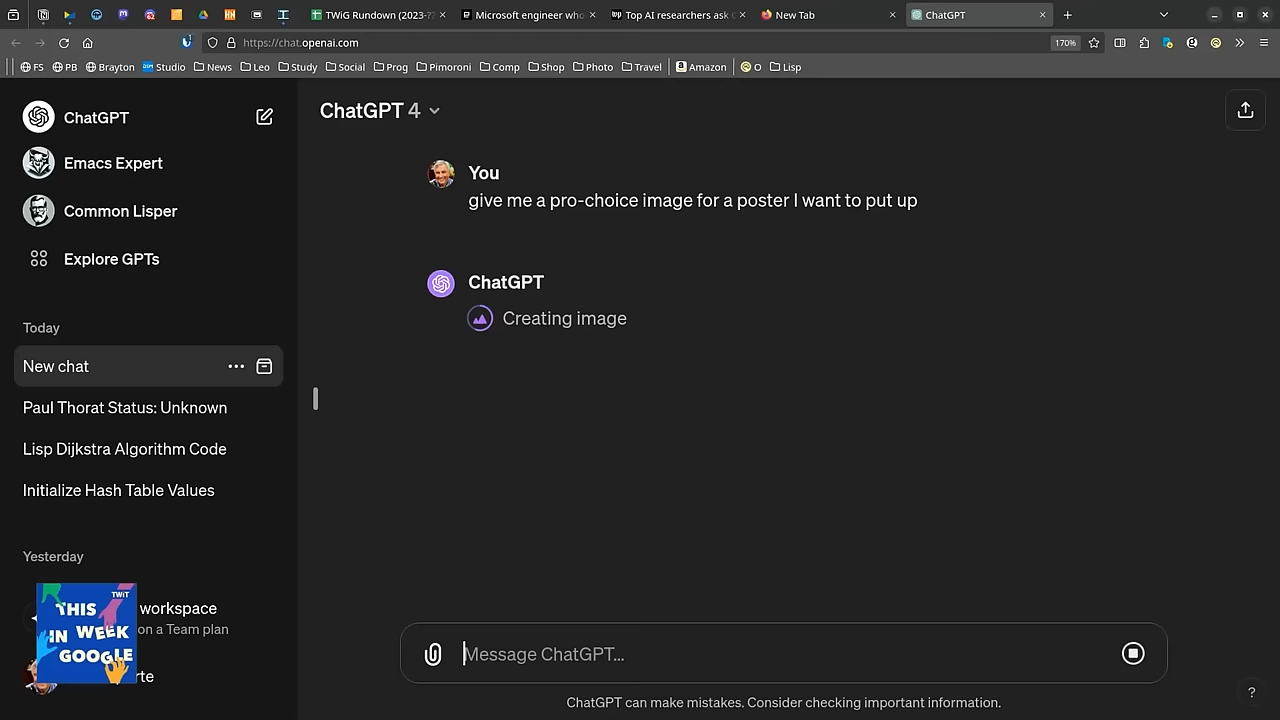 TWiG Rundown (2023-?
Microsoft engineer who
Top AI researchers ask
New Tab
ChatGPT
https://chat.openai.com
170%
FS
PB
Brayton
Studio
News
Leo
Study
Social
Prog
Pimoroni
Comp
Shop
Photo
Travel
Amazon
O
Lisp
ChatGPT
Emacs Expert
Common Lisper
Explore GPTs
Today
New chat
Paul Thorat Status: Unknown
Lisp Dijkstra Algorithm Code
Initialize Hash Table Values
Yesterday
workspace
on a Team plan
rte
TWiT
THIS
IN WEEK
GOOGLE
ChatGPT 4
You
give me a pro-choice image for a poster I want to put up
ChatGPT
Creating image
Message ChatGPT...
ChatGPT can make mistakes. Consider checking important information.
?